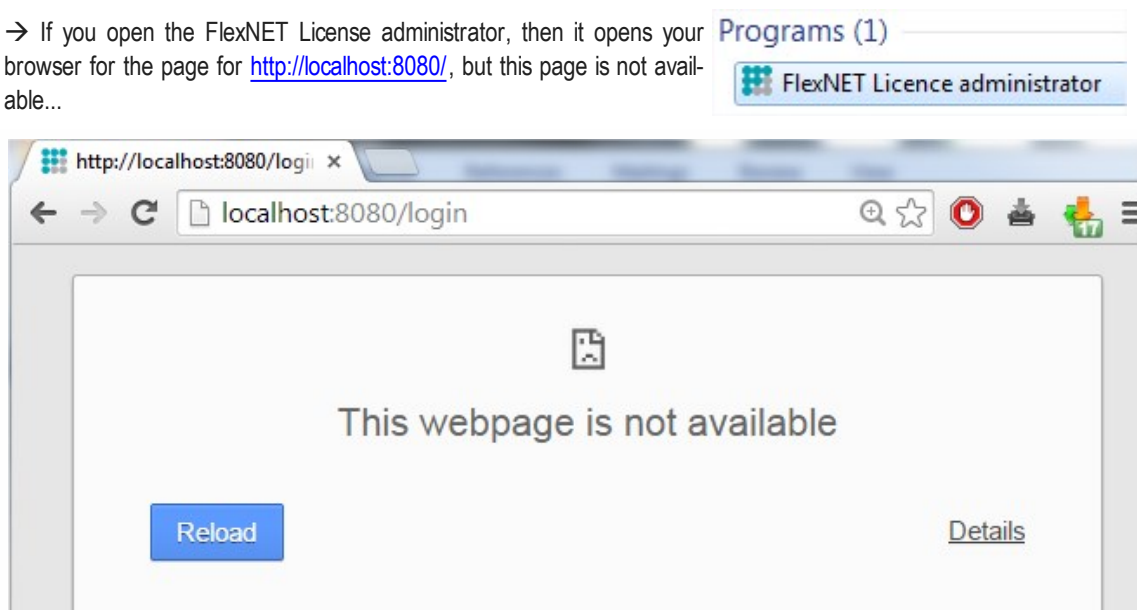 → If you open the FlexNET License administrator, then it opens your
browser for the page for http://localhost:8080/, but this page is not avail-
able...
Programs (1)
FlexNET Licence administrator
http://localhost:8080/logi
localhost:8080/login
17
This webpage is not available
Reload
Details